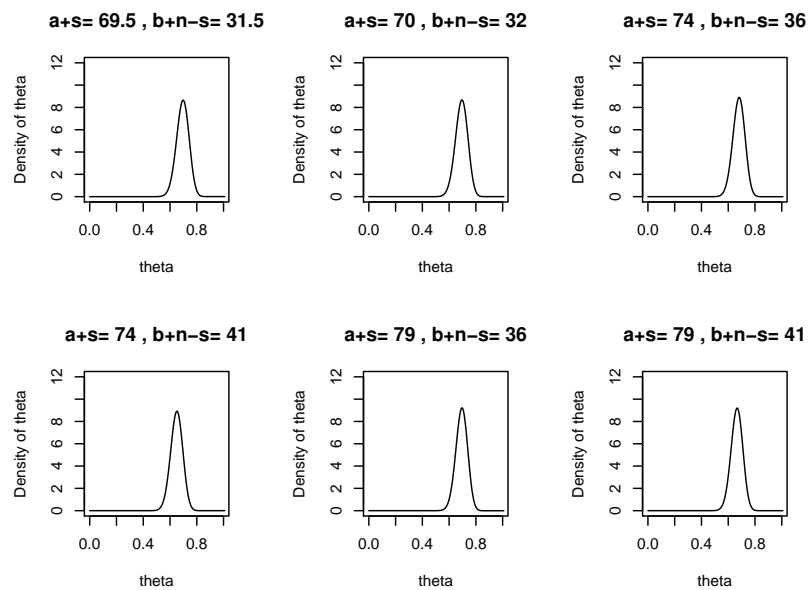 a+s= 69.5 , b+n−s= 31.5
a+s= 70 , b+n−s= 32
a+s= 74 , b+n−s= 36
Density of theta
12
8
6
4
2
0
0.0 0.4 0.8
theta
Density of theta
12
8
6
4
2
0
0.0 0.4 0.8
theta
Density of theta
12
8
6
4
2
0
0.0 0.4 0.8
theta
a+s= 74 , b+n−s= 41
a+s= 79 , b+n−s= 36
a+s= 79 , b+n−s= 41
Density of theta
12
8
6
4
2
0
0.0 0.4 0.8
theta
Density of theta
12
8
6
4
2
0
0.0 0.4 0.8
theta
Density of theta
12
8
6
4
2
0
0.0 0.4 0.8
theta